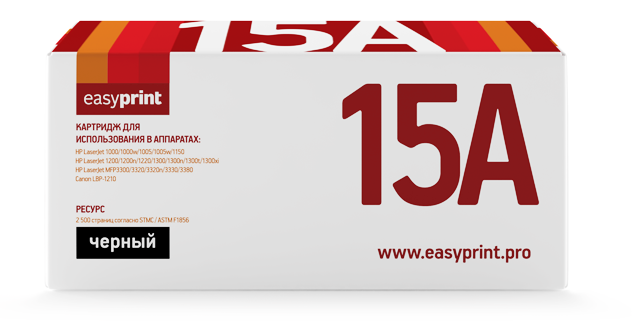 15A
easyprint
КАРТРИДЖ ДЛЯ
ИСПОЛЬЗОВАНИЯ В АППАРАТАХ:
HP LaserJet 1000/1000w/1005/1005w/1150
HP LaserJet 1200/1200n/1220/1300/1300n/1300t/1300xi
HP LaserJet MFP3300/3320/3320n/3330/3380
Canon LBP-1210
15A
РЕСУРС
2 500 страниц согласно STMC / ASTM F1856
черный
www.easyprint.pro